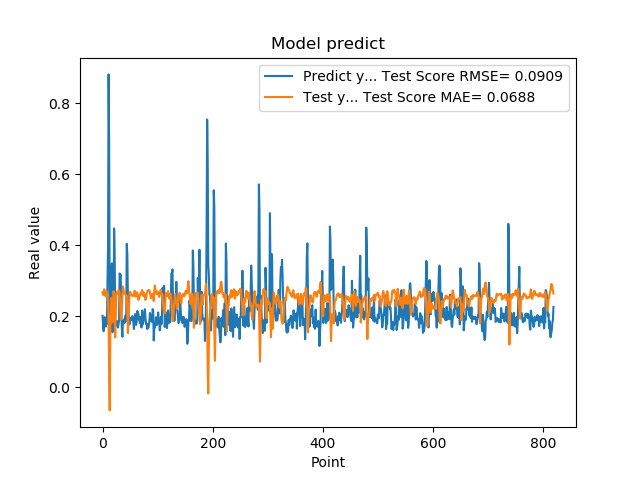 Model predict
Predict y... Test Score RMSE= 0.0909
Test y... Test Score MAE= 0.0688
Real value
0.8
0.6
0.4
0.2
0.0
0 200 400 600 800
Point